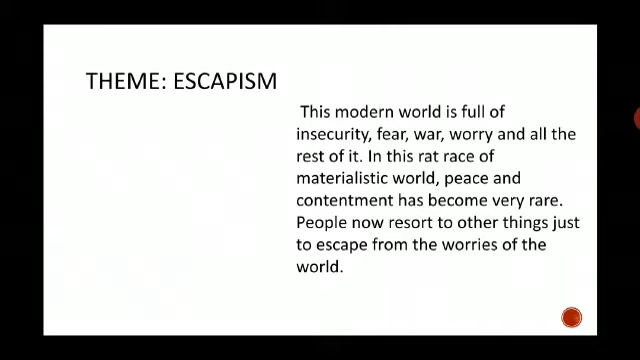 THEME: ESCAPISM
This modern world is full of
insecurity, fear, war, worry and all the
rest of it. In this rat race of
materialistic world, peace and
contentment has become very rare.
People now resort to other things just
to escape from the worries of the
world.